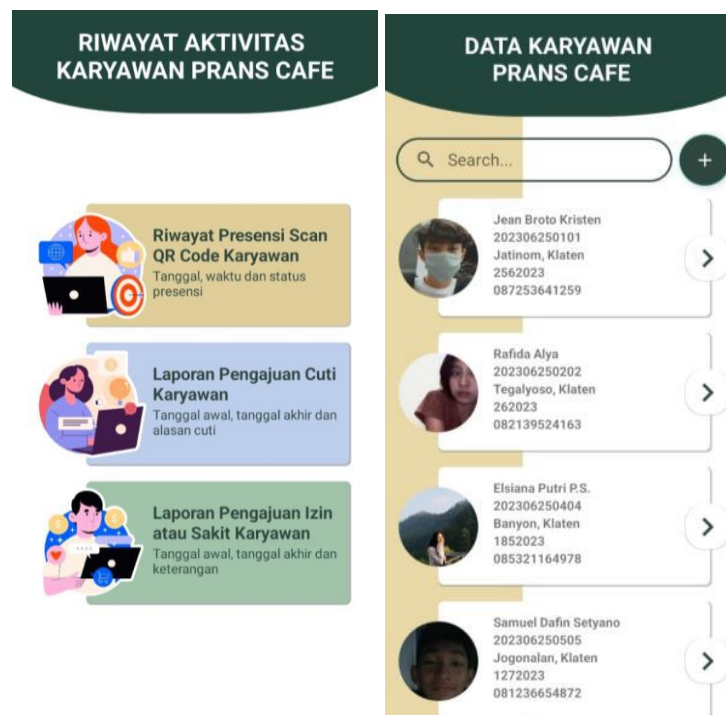 RIWAYAT AKTIVITAS
KARYAWAN PRANS CAFE
Riwayat Presensi Scan
QR Code Karyawan
Tanggal, waktu dan status
presensi
Laporan Pengajuan Cuti
Karyawan
Tanggal awal, tanggal akhir dan
alasan cuti
Laporan Pengajuan Izin
atau Sakit Karyawan
Tanggal awal, tanggal akhir dan
keterangan
DATA KARYAWAN
PRANS CAFE
Search...
+
Jean Broto Kristen
202306250101
Jatinom, Klaten
2562023
087253641259
Rafida Alya
202306250202
Tegalyoso, Klaten
262023
082139524163
Elsiana Putri P.S.
202306250404
Banyon, Klaten
1852023
085321164978
Samuel Dafin Setyano
202306250505
Jogonalan, Klaten
1272023
081236654872